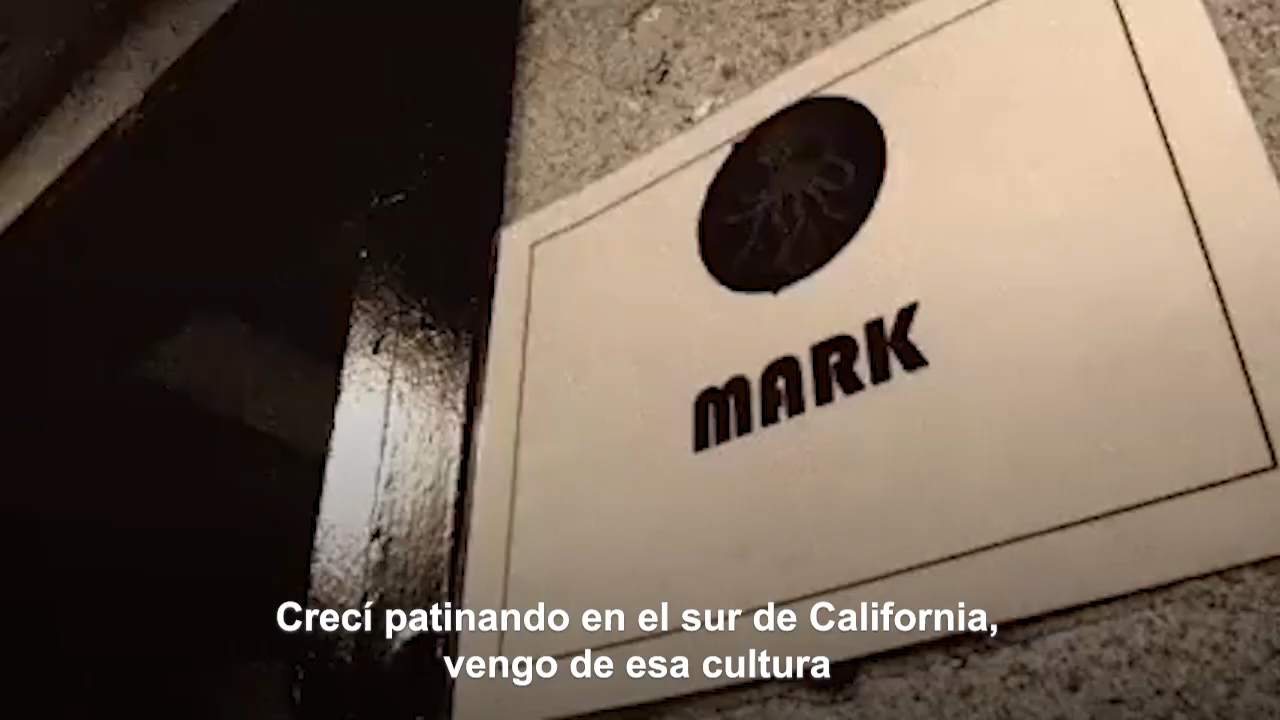 MARK
Crecí patinando en el sur de California,
vengo de esa cultura